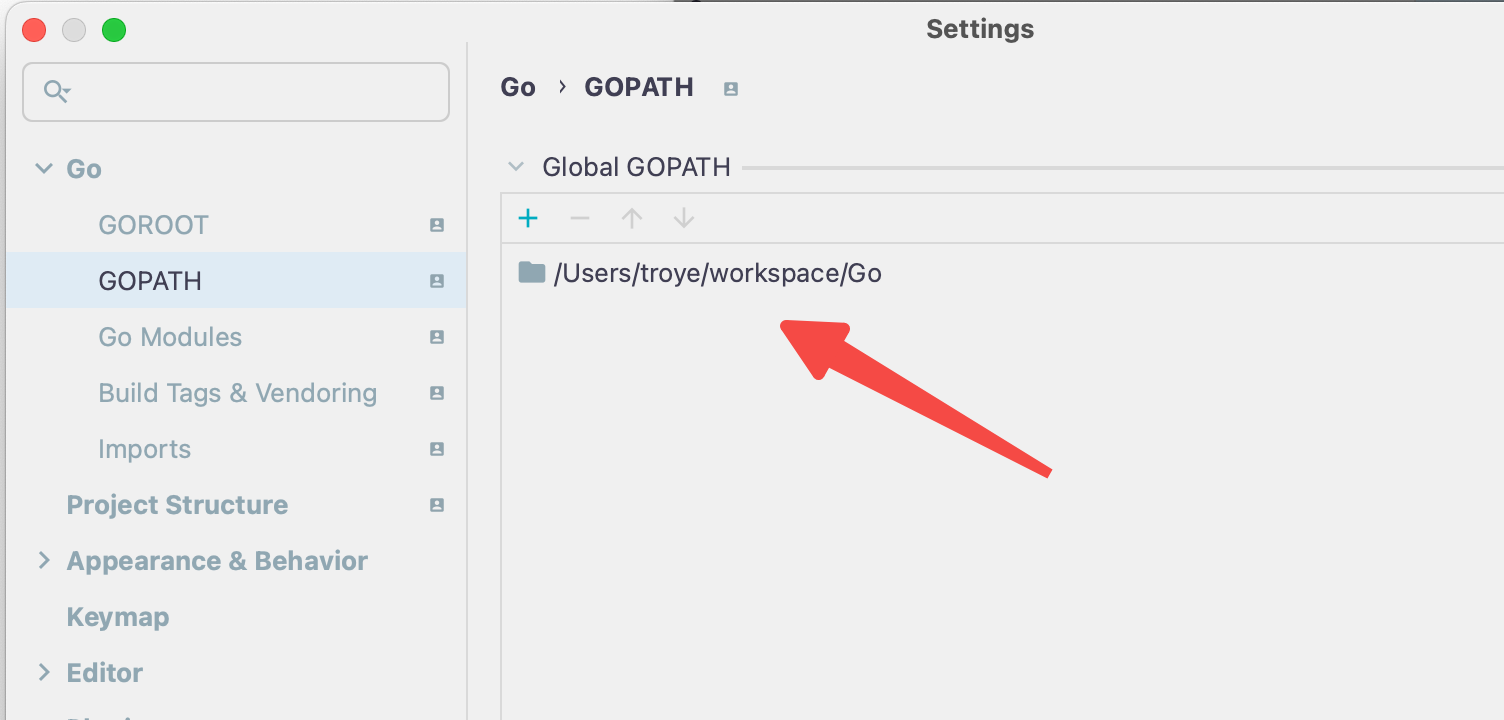 Settings
Go › GOPATH
Global GOPATH
/Users/troye/workspace/Go
Go
GOROOT
GOPATH
Go Modules
Build Tags & Vendoring
Imports
Project Structure
Appearance & Behavior
Keymap
Editor